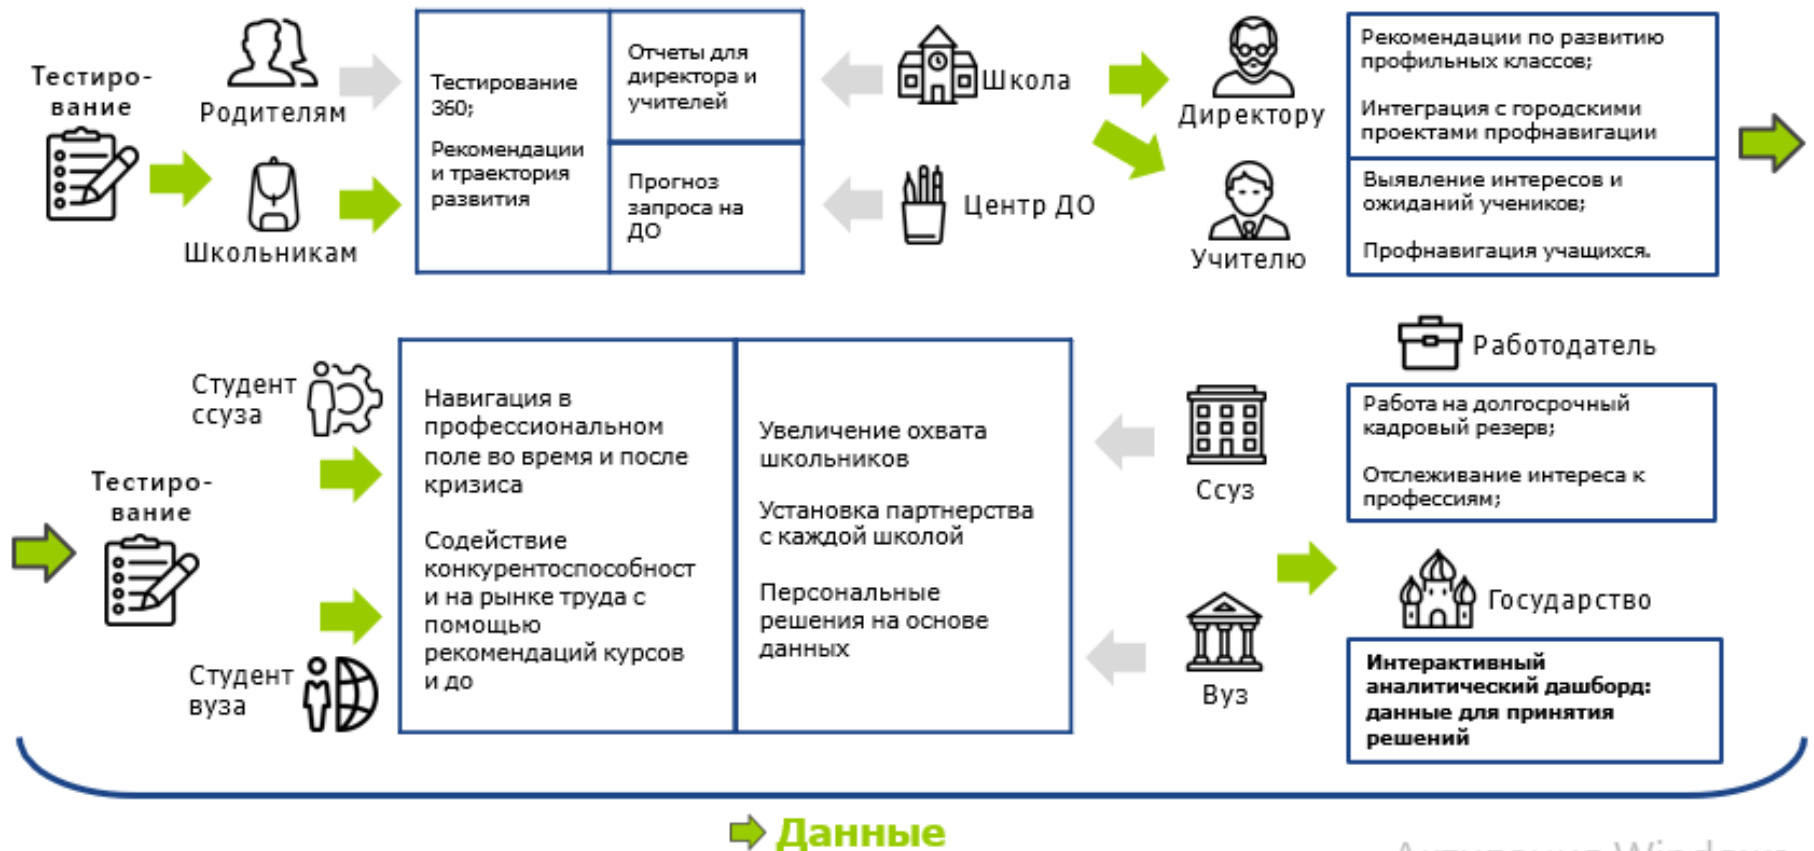 Тестиро-
вание
Родителям
Школьникам
Тестирование
360;
Рекомендации
и траектория
развития
Отчеты для
директора и
учителей
Прогноз
запроса на
ДО
Школа
Центр ДО
Директору
Учителю
Рекомендации по развитию
профильных классов;
Интеграция с городскими
проектами профнавигации
Выявление интересов и
ожиданий учеников;
Профнавигация учащихся.
Тестиро-
вание
Студент
ссуза
Студент
вуза
Навигация в
профессиональном
поле во время и после
кризиса
Содействие
конкурентоспособност
и на рынке труда с
помощью
рекомендаций курсов
и до
Увеличение охвата
школьников
Установка партнерства
с каждой школой
Персональные
решения на основе
данных
Ссуз
Вуз
Работодатель
Работа на долгосрочный
кадровый резерв;
Отслеживание интереса к
профессиям;
Государство
Интерактивный
аналитический дашборд:
данные для принятия
решений
Данные